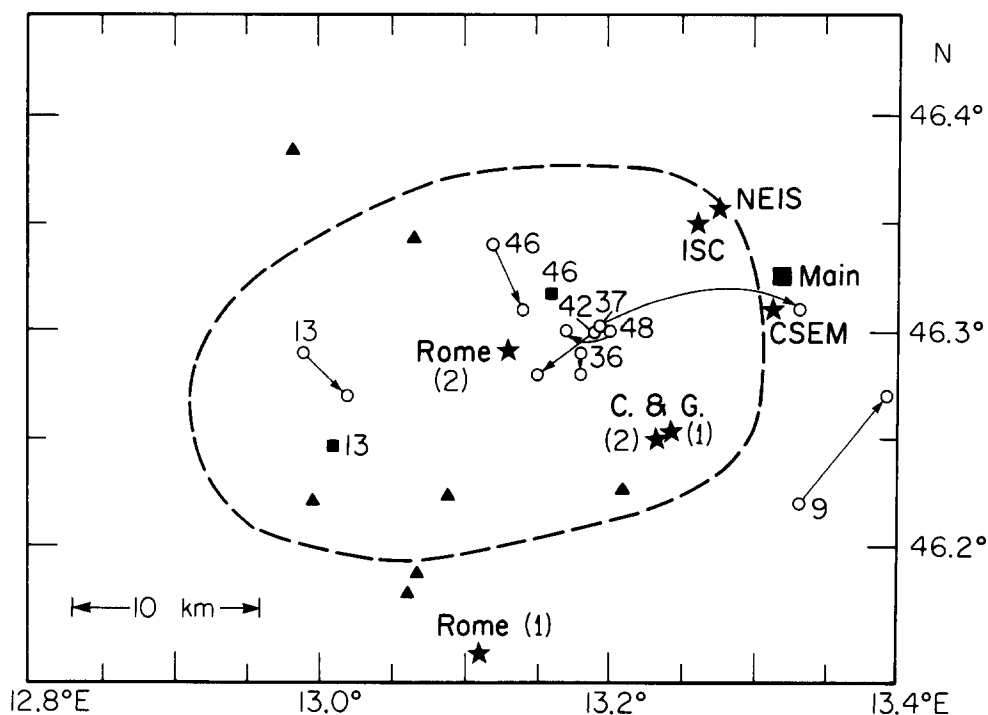 N
46.4°
NEIS
ISC
46
46
Main
42 37
48
46.3°
CSEM
13
Rome
(2)
36
C. & G.
(2)
(1)
13
9
46.2°
10 km
Rome (1)
12.8°E
13.0°
13.2°
13.4°E